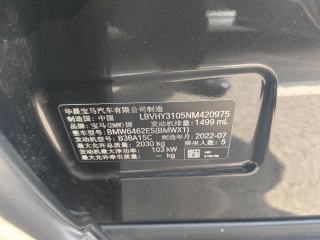 华晨宝马汽车有限公司 制造
制造国：中国 LBVHY3105NM420975
品牌：宝马(BMW)牌 发动机排量：1499 mL
整车型号：BMW6462ES(BMWX1)
发动机型号：B38A15C 制造年月：2022-07
最大允许总质量：2030 kg 乘坐人数：5
发动机最大净功率：103 kW
最大允许牵引质量：-- kg